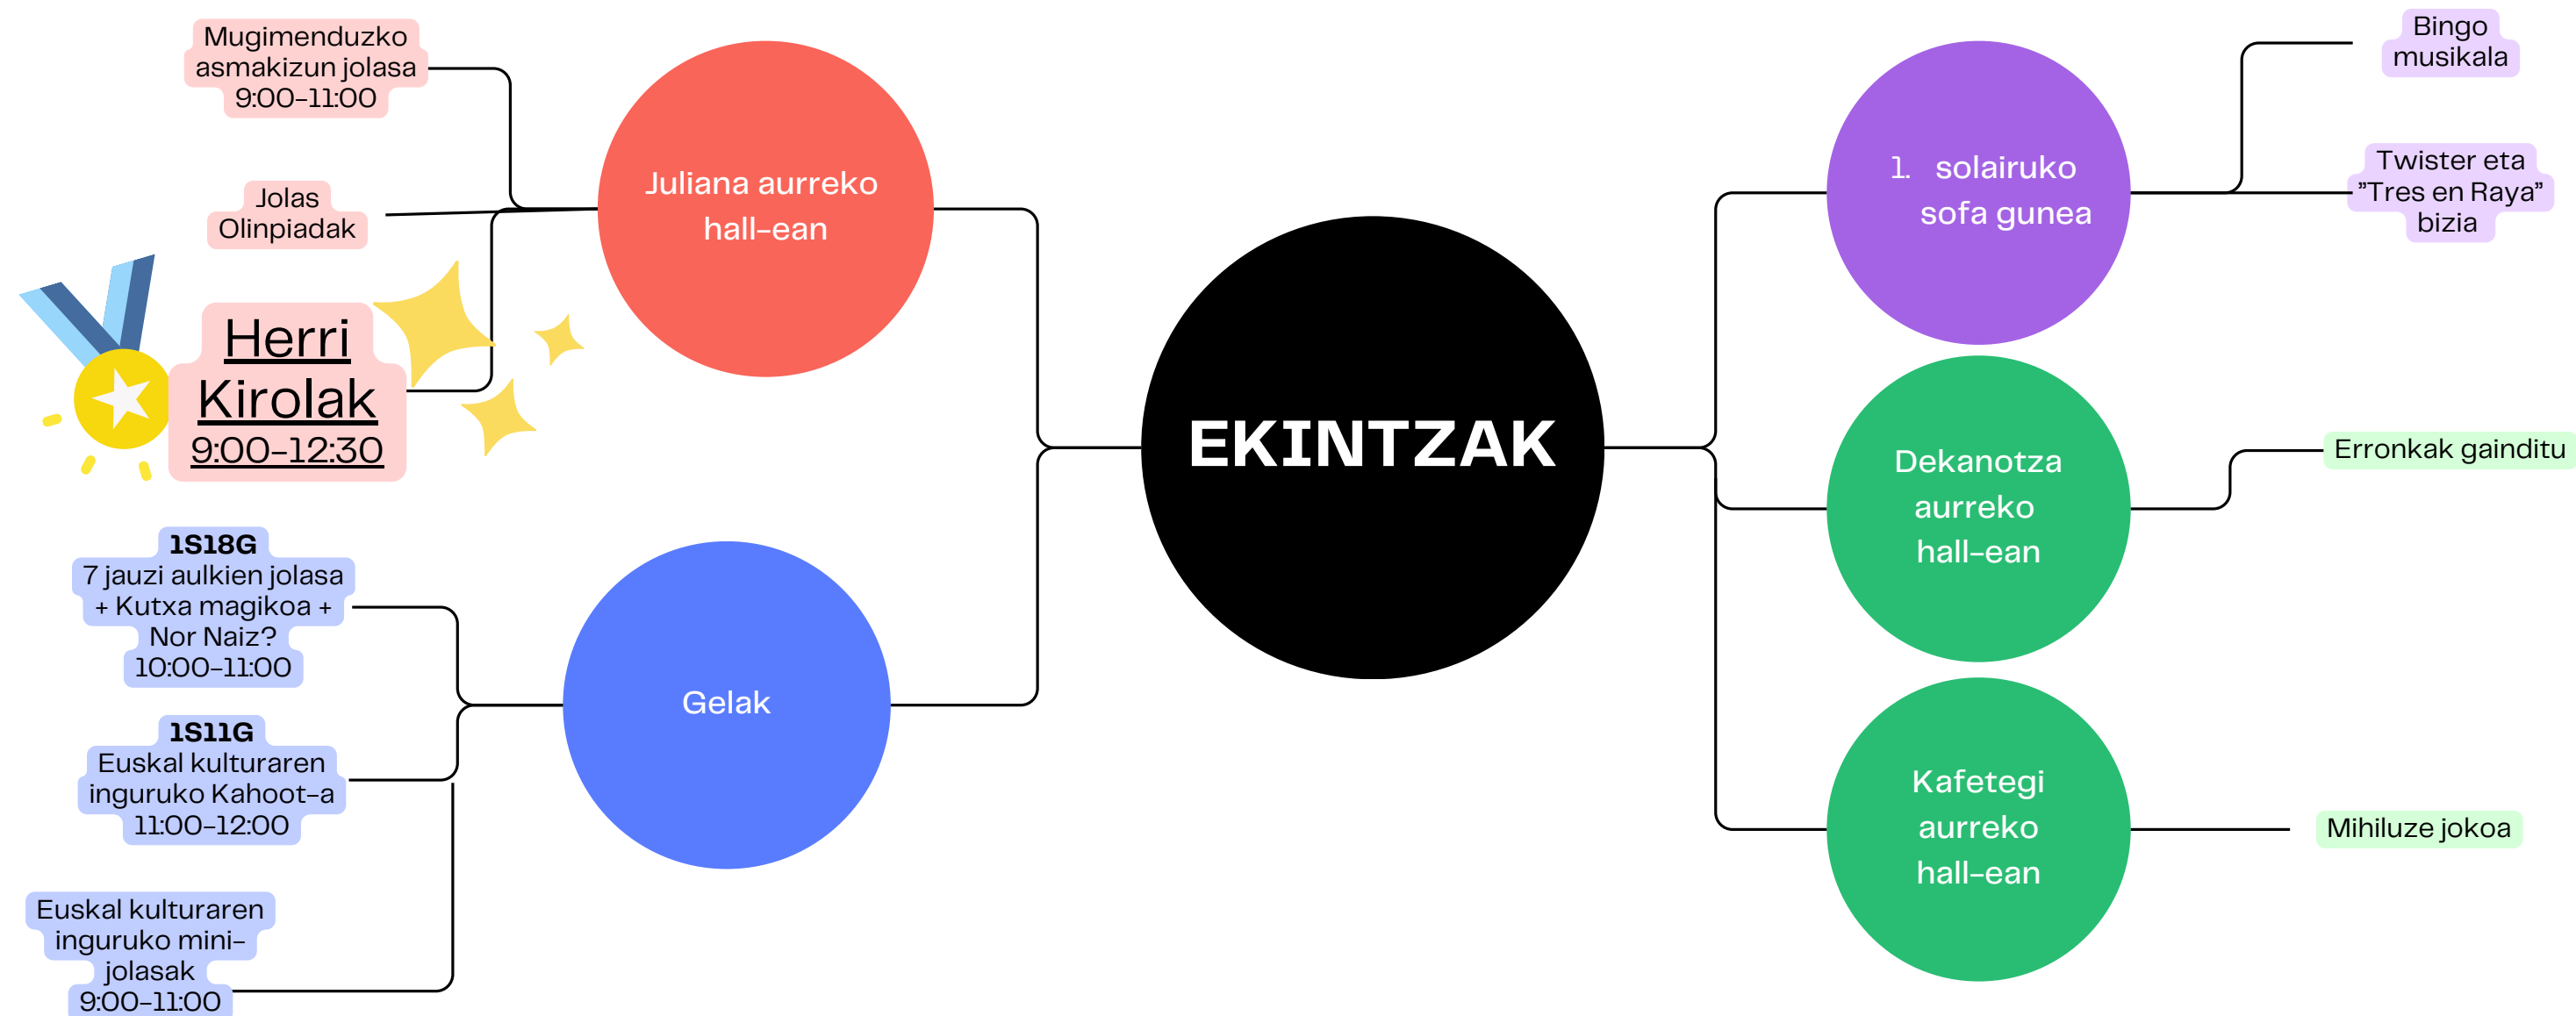 Mugimenduzko
asmakizun jolasa
9:00-11:00
Jolas
Olinpiadak
Herri
Kirolak
9:00-12:30
Juliana aurreko
hall-ean
1S18G
7 jauzi aulkien jolasa
+ Kutxa magikoa +
Nor Naiz?
10:00-11:00
1S11G
Euskal kulturaren
inguruko Kahoot-a
11:00-12:00
Euskal kulturaren
inguruko mini-
jolasak
9:00-11:00
Gelak
EKINTZAK
1. solairuko
sofa gunea
Bingo
musikala
Twister eta
"Tres en Raya"
bizia
Dekanotza
aurreko
hall-ean
Erronkak gainditu
Kafetegi
aurreko
hall-ean
Mihiluze jokoa